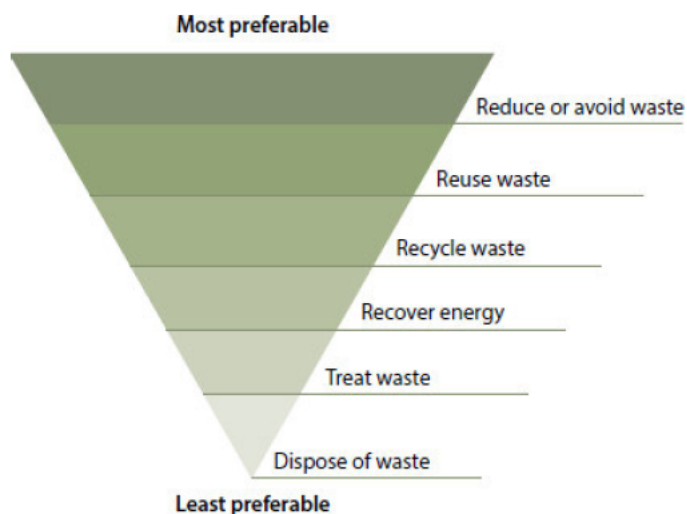 Most preferable
Reduce or avoid waste
Reuse waste
Recycle waste
Recover energy
Treat waste
Dispose of waste
Least preferable